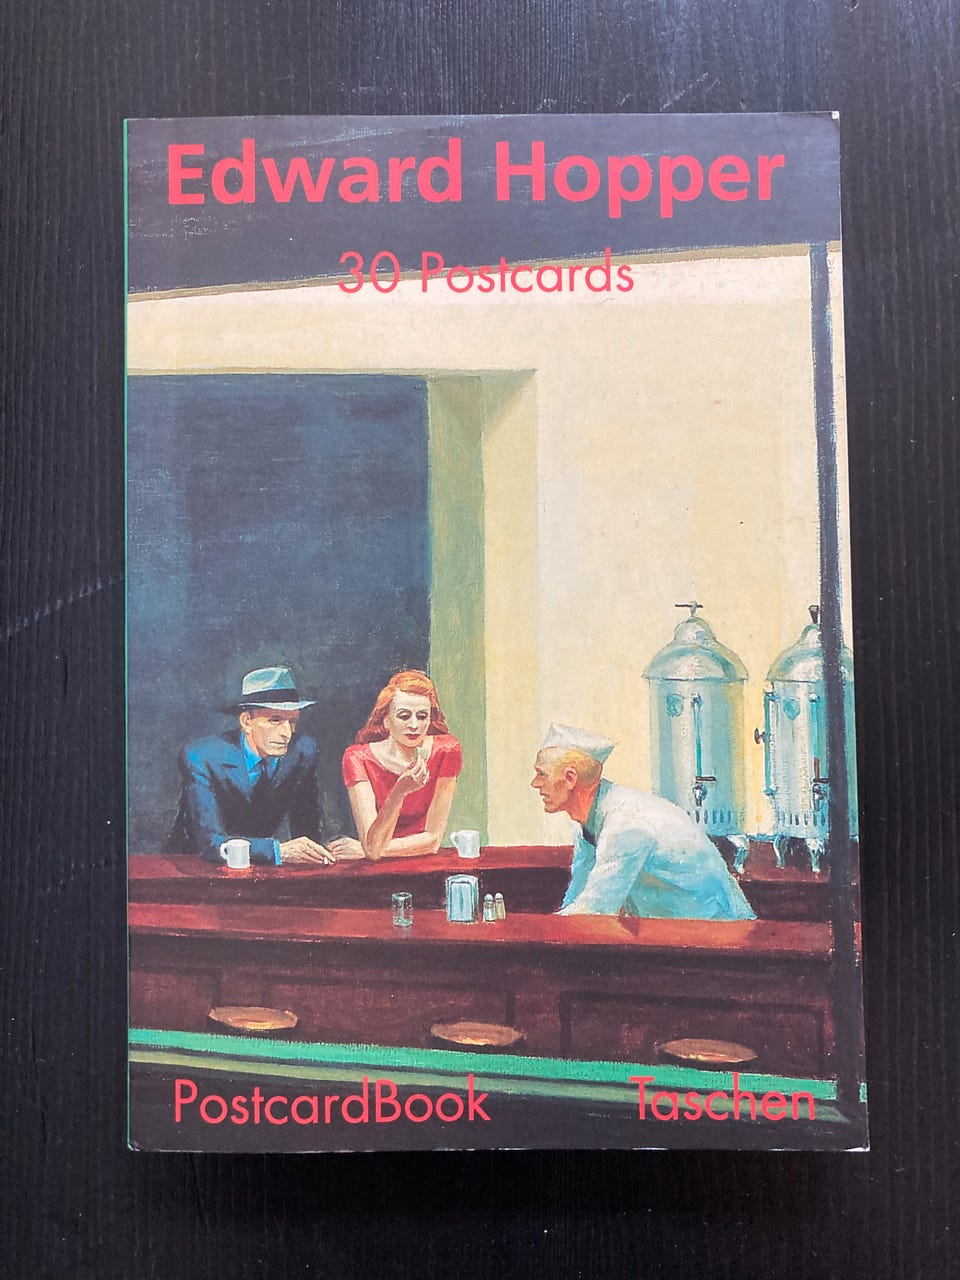 Edward Hopper
30 Postcards
PostcardBook
Taschen